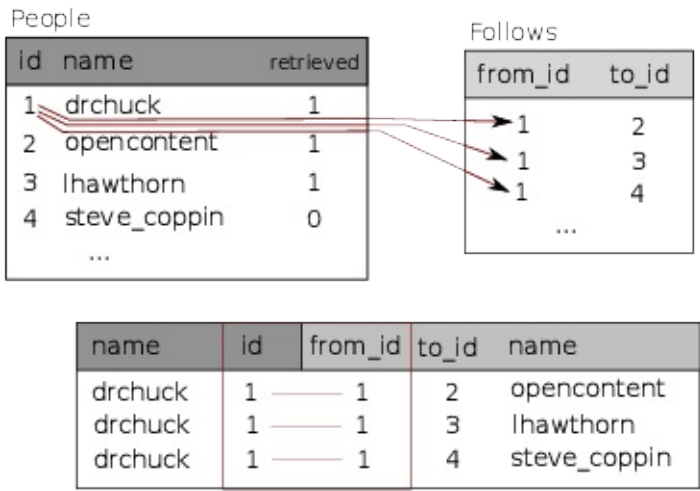 People
id name retrieved
1 drchuck 1
2 opencontent 1
3 lhawthorn 1
4 steve_coppin 0
...
Follows
from_id to_id
1 2
1 3
1 4
...
name id from_id to_id name
drchuck 1 1 2 opencontent
drchuck 1 1 3 lhawthorn
drchuck 1 1 4 steve_coppin